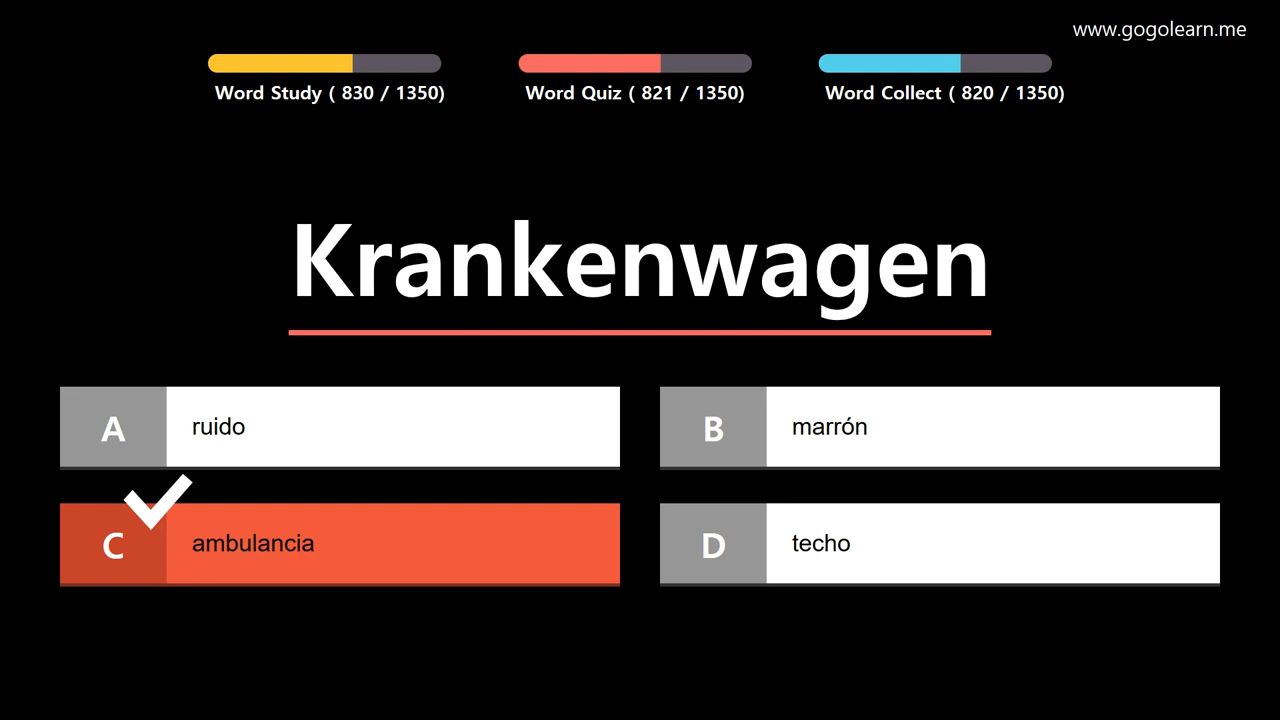 www.gogolearn.me
Word Study ( 830 / 1350)
Word Quiz ( 821 / 1350)
Word Collect ( 820 / 1350)
Krankenwagen
A ruido
B marrón
C ambulancia
D techo